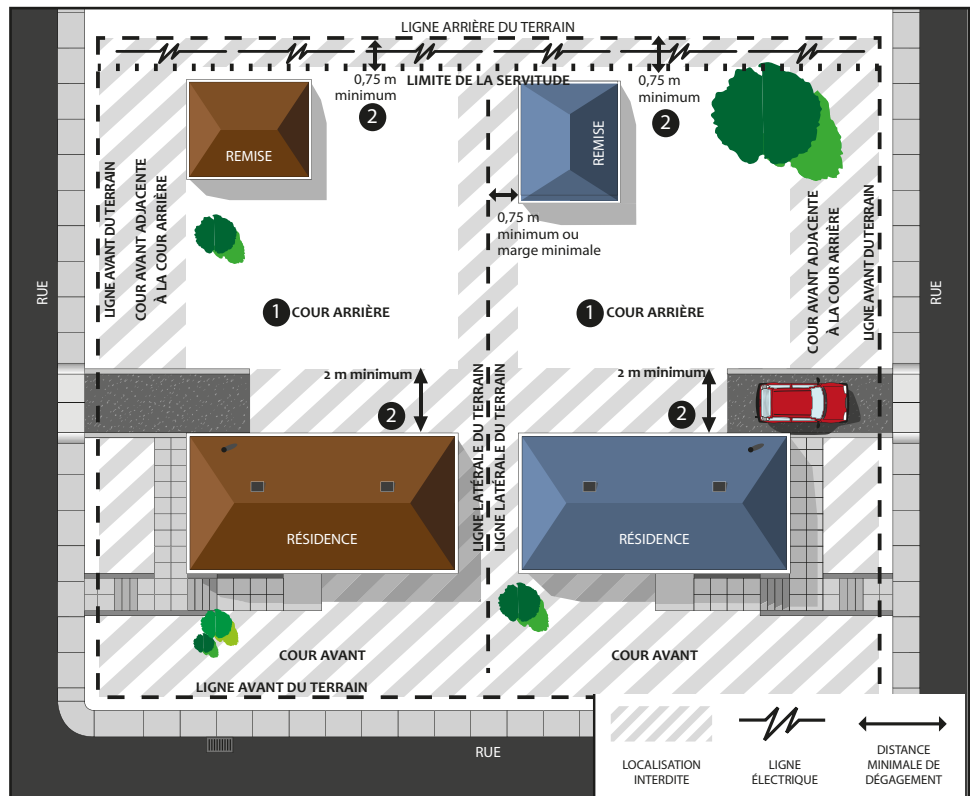 LIGNE ARRIÈRE DU TERRAIN
0,75 m
minimum
2
LIMITE DE LA SERVITUDE
0,75 m
minimum
2
REMISE
REMISE
LIGNE AVANT DU TERRAIN
COUR AVANT ADJACENTE
À LA COUR ARRIÈRE
0,75 m
minimum ou
marge minimale
COUR AVANT ADJACENTE
À LA COUR ARRIÈRE
LIGNE AVANT DU TERRAIN
RUE
RUE
1 COUR ARRIÈRE
1 COUR ARRIÈRE
2 m minimum
2
2 m minimum
2
LIGNE LATÉRALE DU TERRAIN
LIGNE LATÉRALE DU TERRAIN
RÉSIDENCE
RÉSIDENCE
COUR AVANT
COUR AVANT
LIGNE AVANT DU TERRAIN
RUE
LOCALISATION
INTERDITE
LIGNE
ÉLECTRIQUE
DISTANCE
MINIMALE DE
DÉGAGEMENT